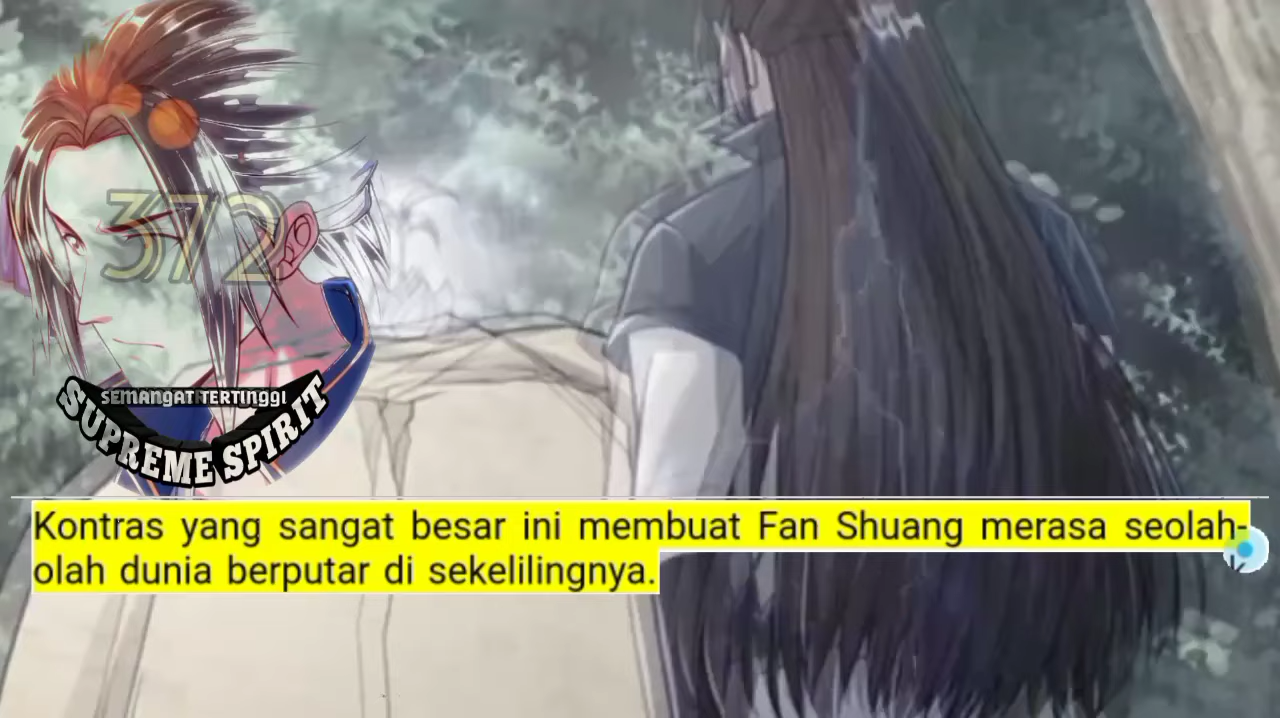 372
SEMANGAT TERTINGGI
SUPREME SPIRIT
Kontras yang sangat besar ini membuat Fan Shuang merasa seolah-
olah dunia berputar di sekelilingnya.